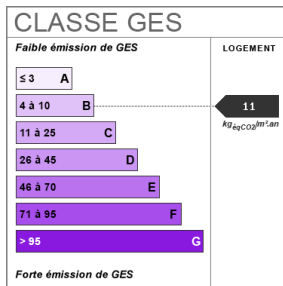 CLASSE GES
Faible émission de GES
LOGEMENT
≤ 3 A
4 à 10 B
11
kgéqCO2/m².an
11 à 25 C
26 à 45 D
46 à 70 E
71 à 95 F
> 95 G
Forte émission de GES